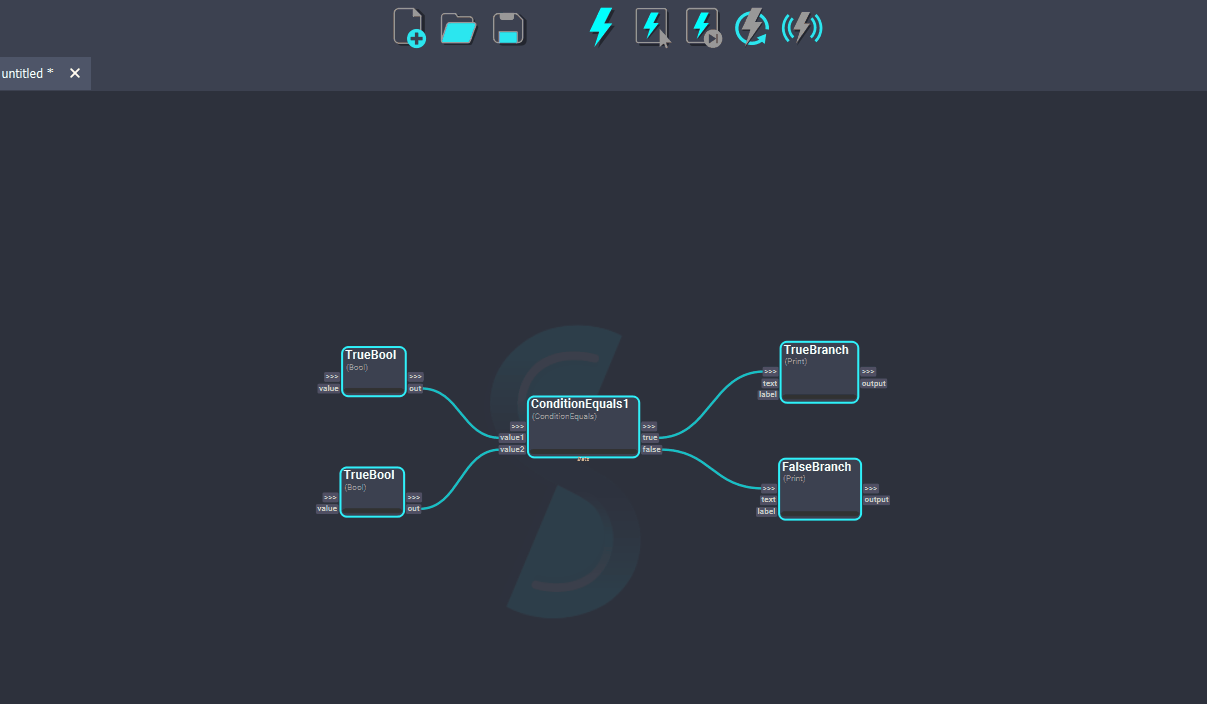 untitled *
TrueBool
(Bool)
>>>
>>>
value
out
TrueBool
(Bool)
>>>
>>>
value
out
ConditionEquals1
(ConditionEquals)
>>>
>>>
value1
true
value2
false
TrueBranch
(Print)
>>>
>>>
text
output
label
FalseBranch
(Print)
>>>
>>>
text
output
label